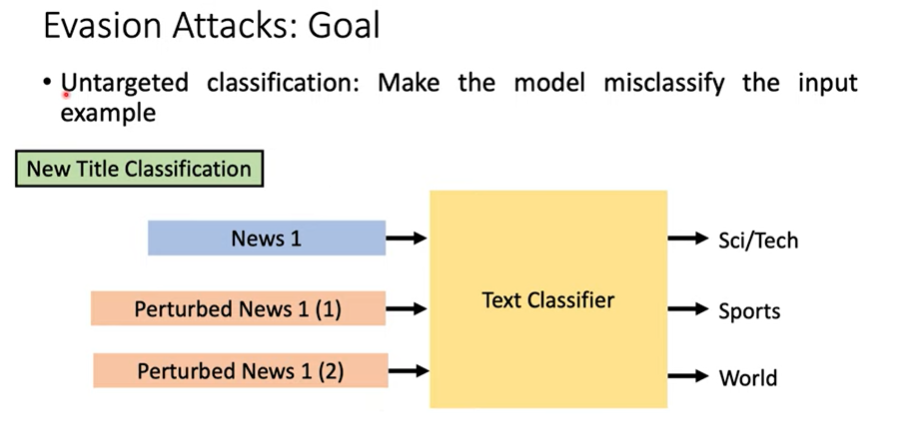 Evasion Attacks: Goal
• Untargeted classification: Make the model misclassify the input
example
New Title Classification
News 1
Sci/Tech
Perturbed News 1 (1)
Text Classifier
Sports
Perturbed News 1 (2)
World